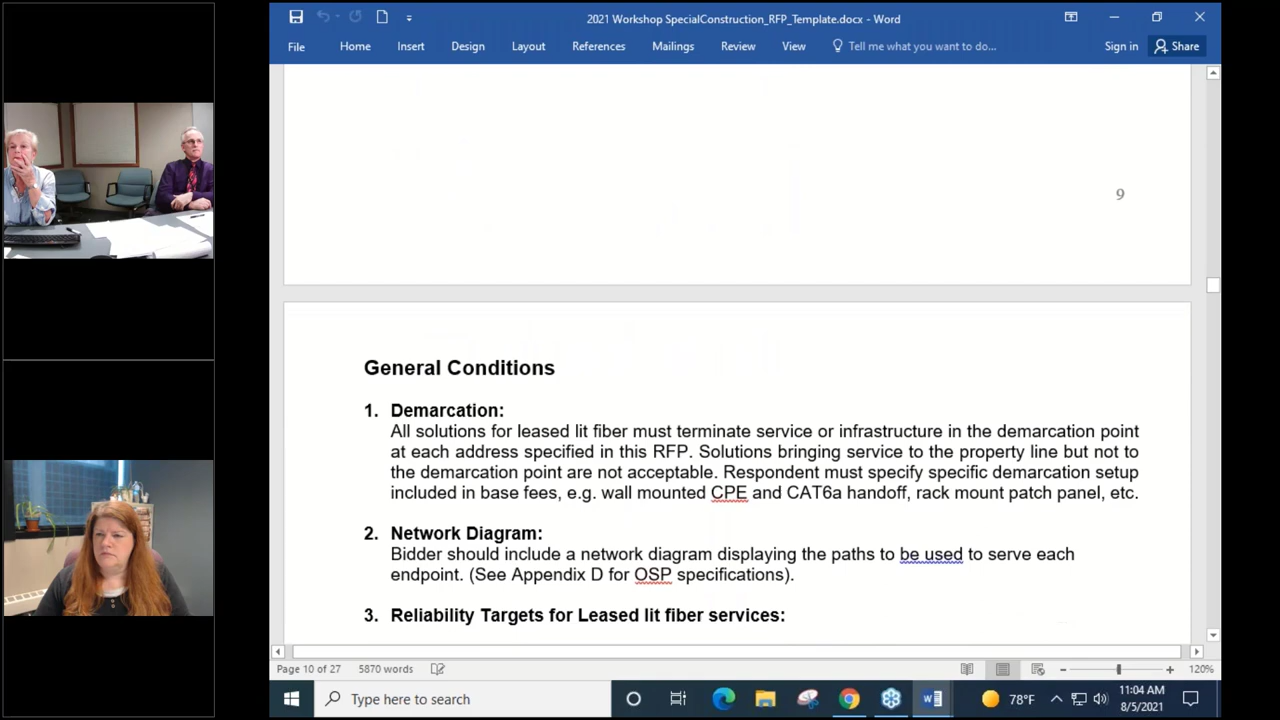 2021 Workshop SpecialConstruction_RFP_Template.docx - Word
File Home Insert Design Layout References Mailings Review View Tell me what you want to do... Sign in Share
9
General Conditions
1. Demarcation:
All solutions for leased lit fiber must terminate service or infrastructure in the demarcation point
at each address specified in this RFP. Solutions bringing service to the property line but not to
the demarcation point are not acceptable. Respondent must specify specific demarcation setup
included in base fees, e.g. wall mounted CPE and CAT6a handoff, rack mount patch panel, etc.
2. Network Diagram:
Bidder should include a network diagram displaying the paths to be used to serve each
endpoint. (See Appendix D for OSP specifications).
3. Reliability Targets for Leased lit fiber services:
Page 10 of 27 5870 words 120%
Type here to search 78°F 11:04 AM
8/5/2021